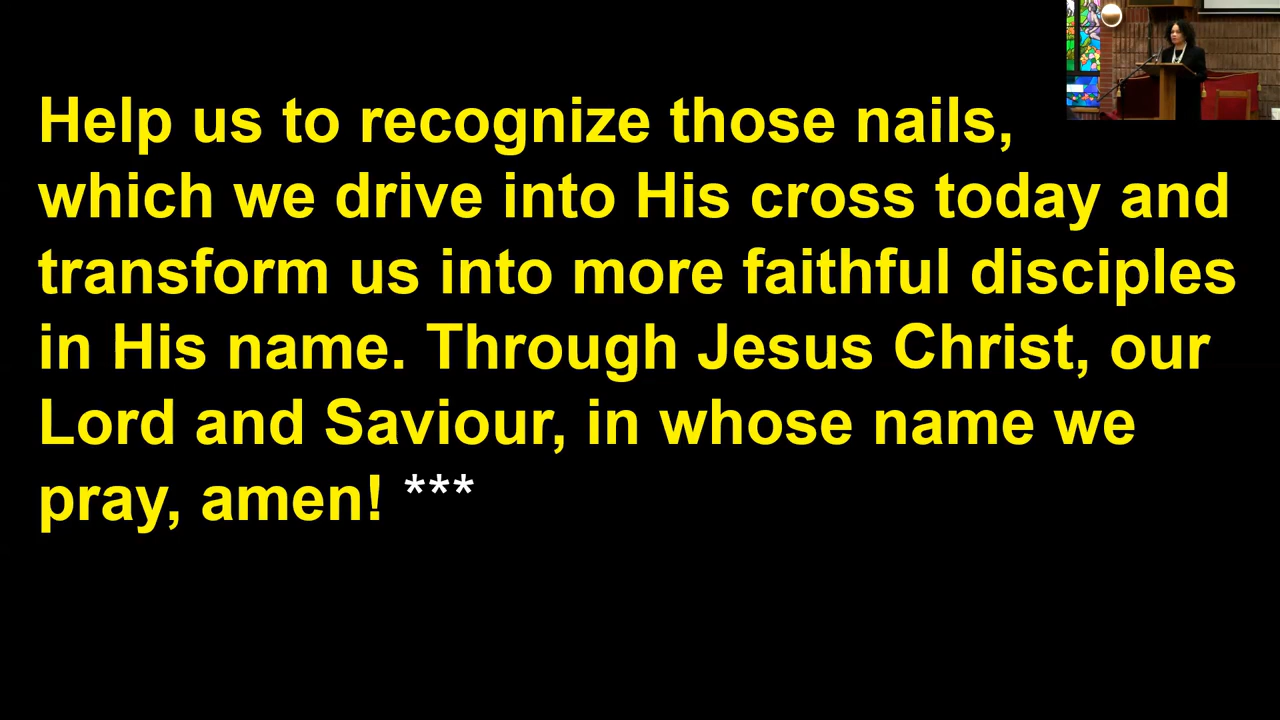 Help us to recognize those nails,
which we drive into His cross today and
transform us into more faithful disciples
in His name. Through Jesus Christ, our
Lord and Saviour, in whose name we
pray, amen! ***